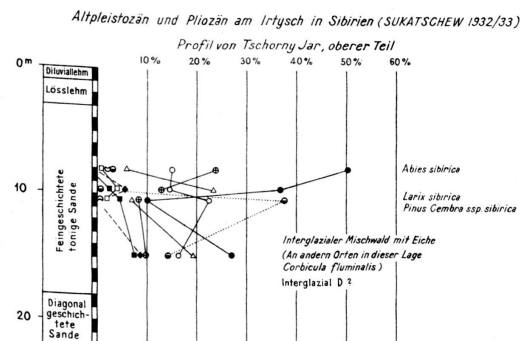 Altpleistozän und Pliozän am Irtysch in Sibirien (SUKATSCHEW 1932/33)
Profil von Tschorny Jar, oberer Teil
0m 10% 20% 30% 40% 50% 60%
Diluviallehm
Lösslehm
Abies sibirica
10
Larix sibirica
Pinus Cembra ssp. sibirica
Feingeschichtete
tonige Sande
Interglazialer Mischwald mit Eiche
(An andern Orten in dieser Lage
Corbicula fluminalis)
Interglazial D ?
Diagonal
geschich-
tete
Sande
20